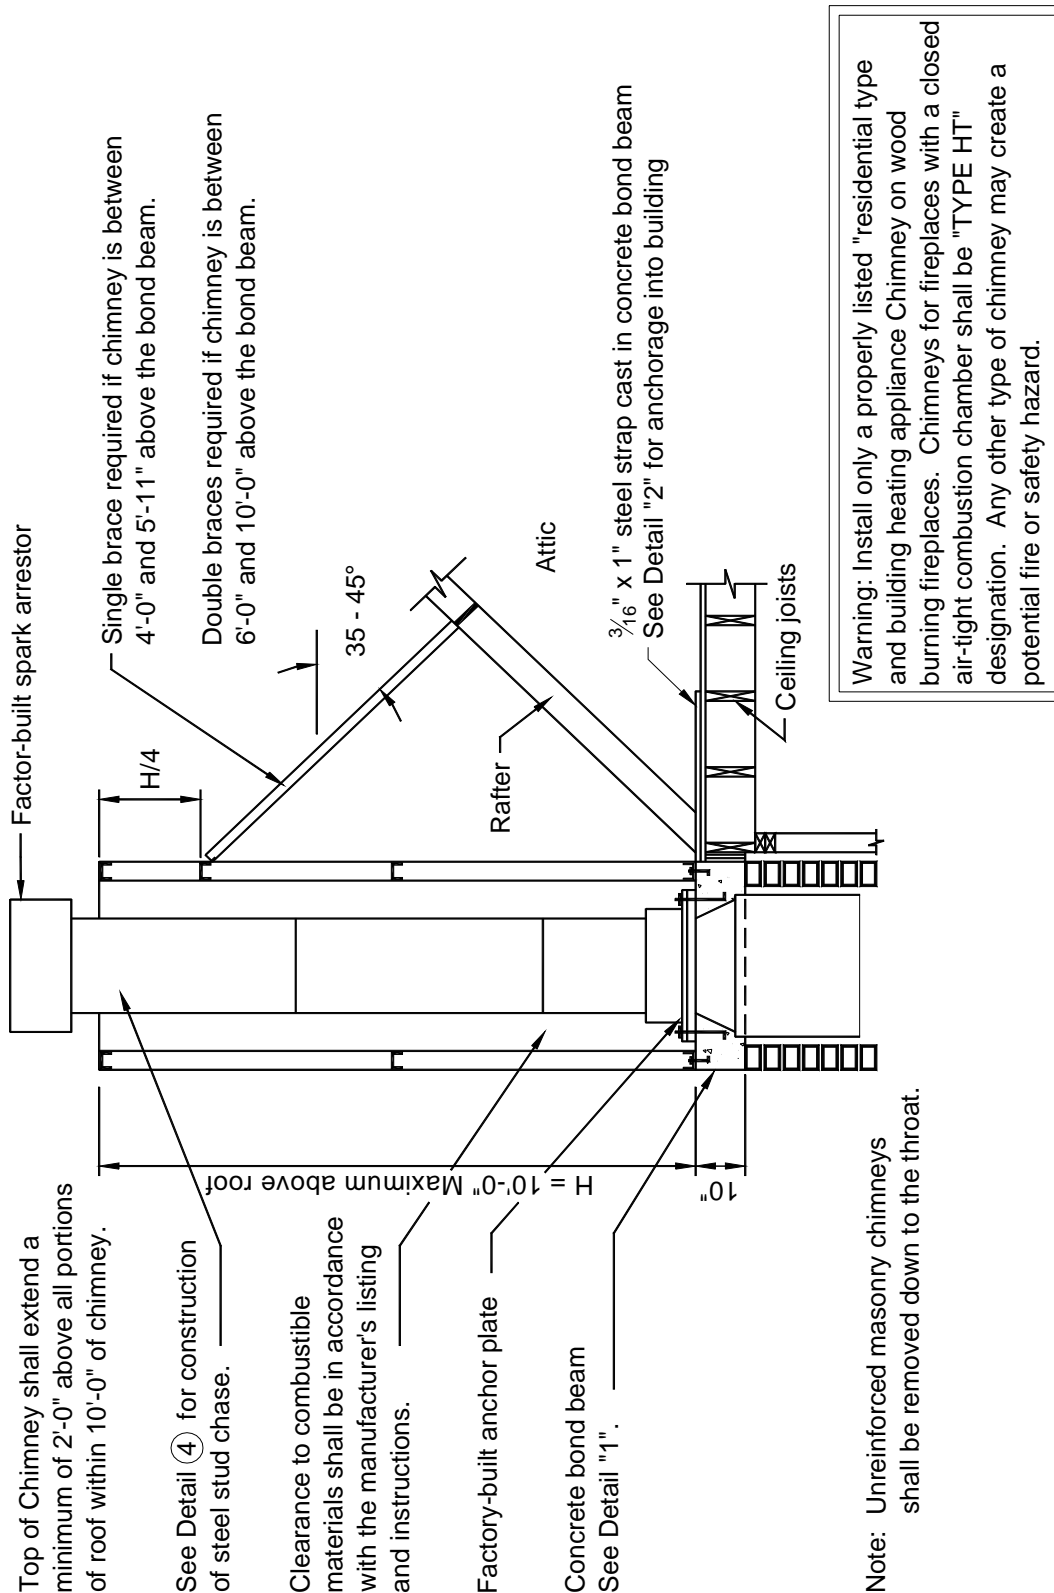 Top of Chimney shall extend a
minimum of 2'-0" above all portions
of roof within 10'-0" of chimney.
See Detail 4 for construction
of steel stud chase.
Clearance to combustible
materials shall be in accordance
with the manufacturer's listing
and instructions.
Factory-built anchor plate
Concrete bond beam
See Detail "1".
H = 10'-0" Maximum above roof
10"
Factor-built spark arrestor
H/4
Single brace required if chimney is between
4'-0" and 5'-11" above the bond beam.
Double braces required if chimney is between
6'-0" and 10'-0" above the bond beam.
35 - 45°
Rafter
Attic
3/16" x 1" steel strap cast in concrete bond beam
See Detail "2" for anchorage into building
Ceiling joists
Note: Unreinforced masonry chimneys
shall be removed down to the throat.
Warning: Install only a properly listed "residential type
and building heating appliance Chimney on wood
burning fireplaces. Chimneys for fireplaces with a closed
air-tight combustion chamber shall be "TYPE HT"
designation. Any other type of chimney may create a
potential fire or safety hazard.